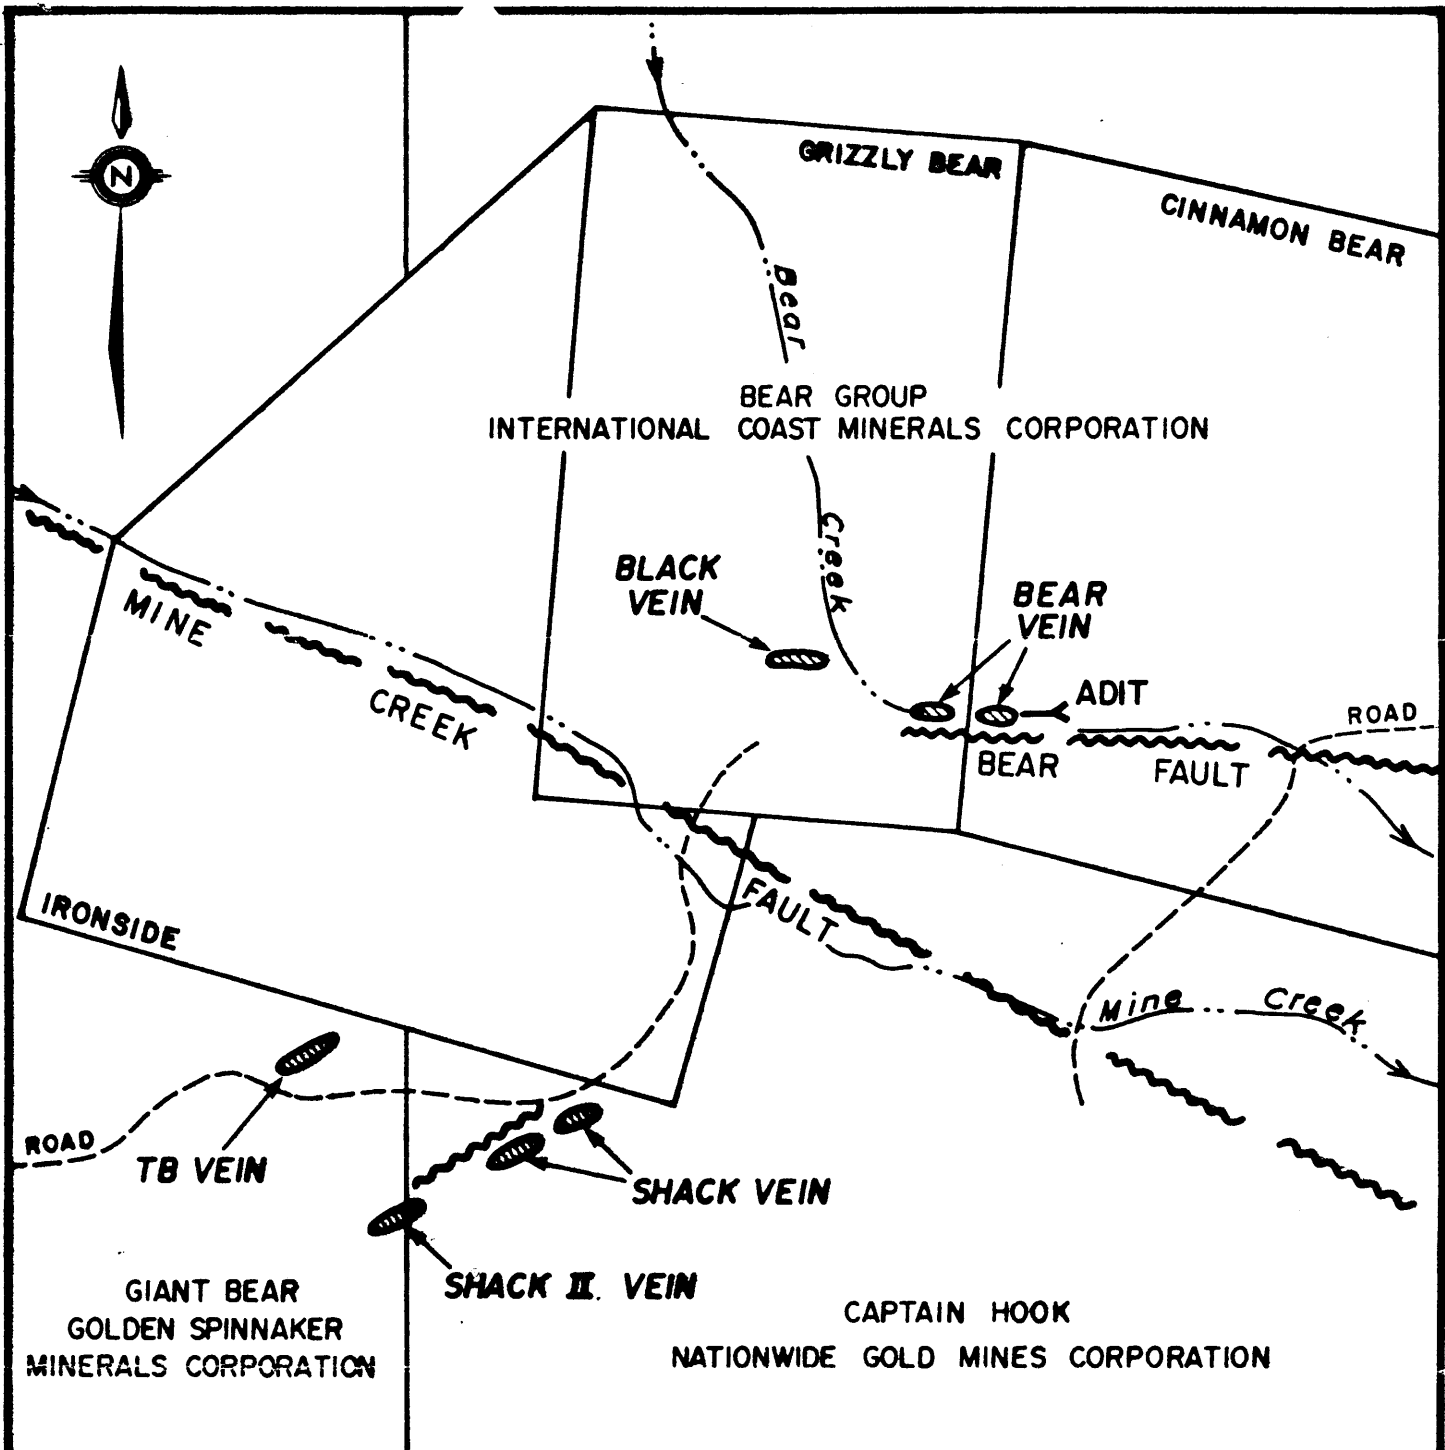 N
GRIZZLY BEAR
CINNAMON BEAR
Bear
BEAR GROUP
INTERNATIONAL COAST MINERALS CORPORATION
Creek
BLACK
VEIN
BEAR
VEIN
ADIT
ROAD
MINE
CREEK
BEAR
FAULT
FAULT
IRONSIDE
Mine Creek
ROAD
TB VEIN
SHACK VEIN
SHACK II. VEIN
GIANT BEAR
GOLDEN SPINNAKER
MINERALS CORPORATION
CAPTAIN HOOK
NATIONWIDE GOLD MINES CORPORATION